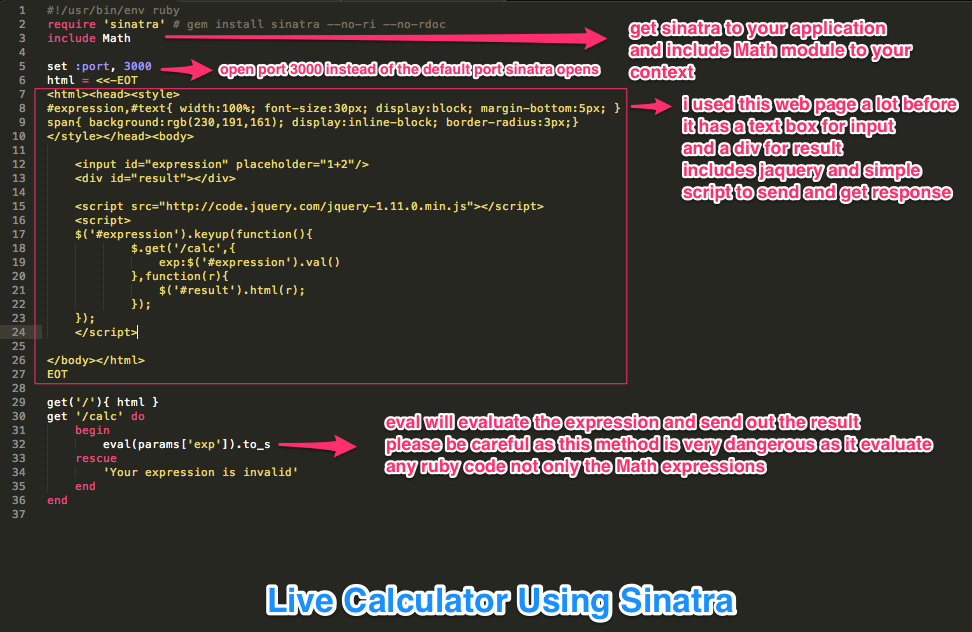 1 #!/usr/bin/env ruby
2 require 'sinatra' # gem install sinatra --no-ri --no-rdoc
3 include Math
4
5 set :port, 3000
6 html = <<-EOT
7 <html><head><style>
8 #expression,#text{ width:100%; font-size:30px; display:block; margin-bottom:5px; }
9 span{ background:rgb(230,191,161); display:inline-block; border-radius:3px;}
10 </style></head><body>
11
12 <input id="expression" placeholder="1+2"/>
13 <div id="result"></div>
14
15 <script src="http://code.jquery.com/jquery-1.11.0.min.js"></script>
16 <script>
17 $('#expression').keyup(function(){
18 $.get('/calc',{
19 exp:$('#expression').val()
20 },function(r){
21 $('#result').html(r);
22 });
23 });
24 </script>
25
26 </body></html>
27 EOT
28
29 get('/'){ html }
30 get '/calc' do
31 begin
32 eval(params['exp']).to_s
33 rescue
34 'Your expression is invalid'
35 end
36 end
37
get sinatra to your application
and include Math module to your
context
open port 3000 instead of the default port sinatra opens
i used this web page a lot before
it has a text box for input
and a div for result
includes jaquery and simple
script to send and get response
eval will evaluate the expression and send out the result
please be careful as this method is very dangerous as it evaluate
any ruby code not only the Math expressions
Live Calculator Using Sinatra